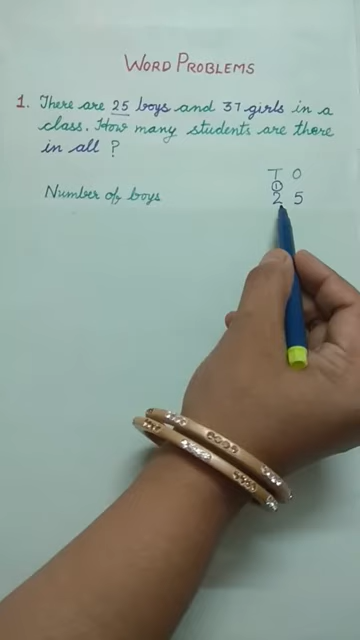 WORD PROBLEMS
1. There are 25 boys and 37 girls in a
class. How many students are there
in all ?
T O
1
Number of boys 2 5